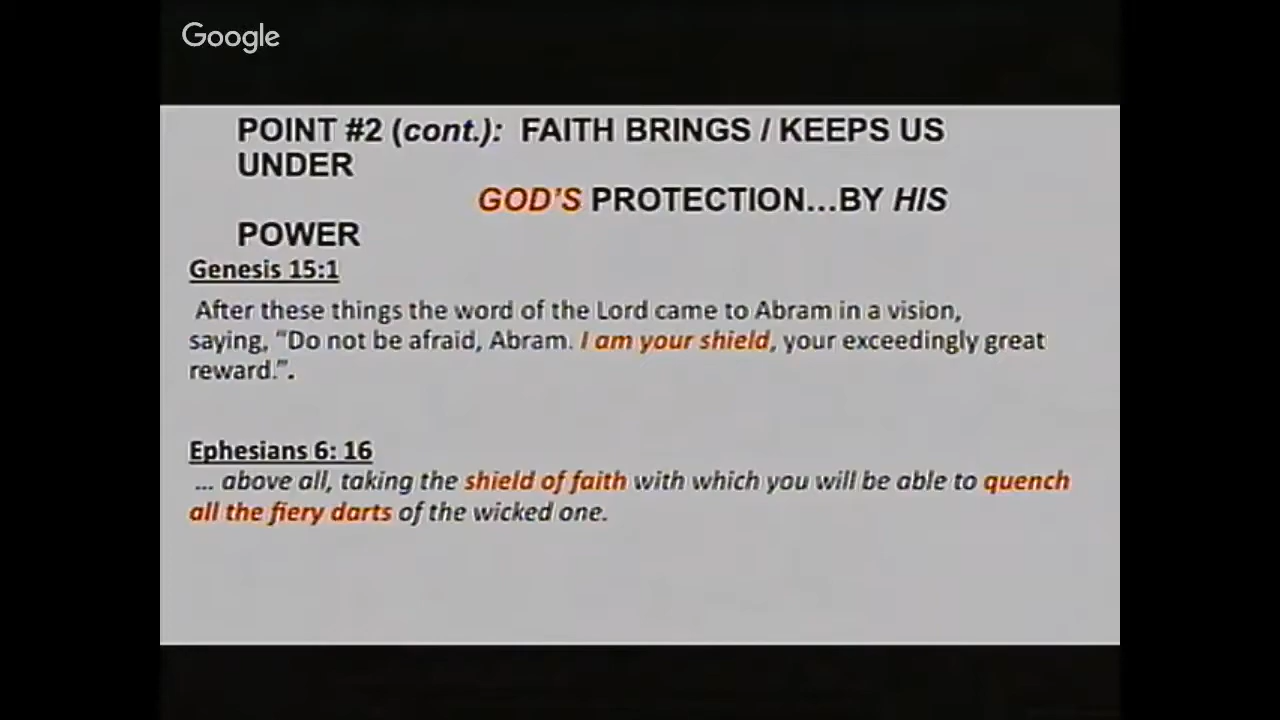 Google
POINT #2 (cont.): FAITH BRINGS / KEEPS US
UNDER
GOD'S PROTECTION...BY HIS
POWER
Genesis 15:1
After these things the word of the Lord came to Abram in a vision,
saying, “Do not be afraid, Abram. I am your shield, your exceedingly great
reward.”.
Ephesians 6: 16
... above all, taking the shield of faith with which you will be able to quench
all the fiery darts of the wicked one.